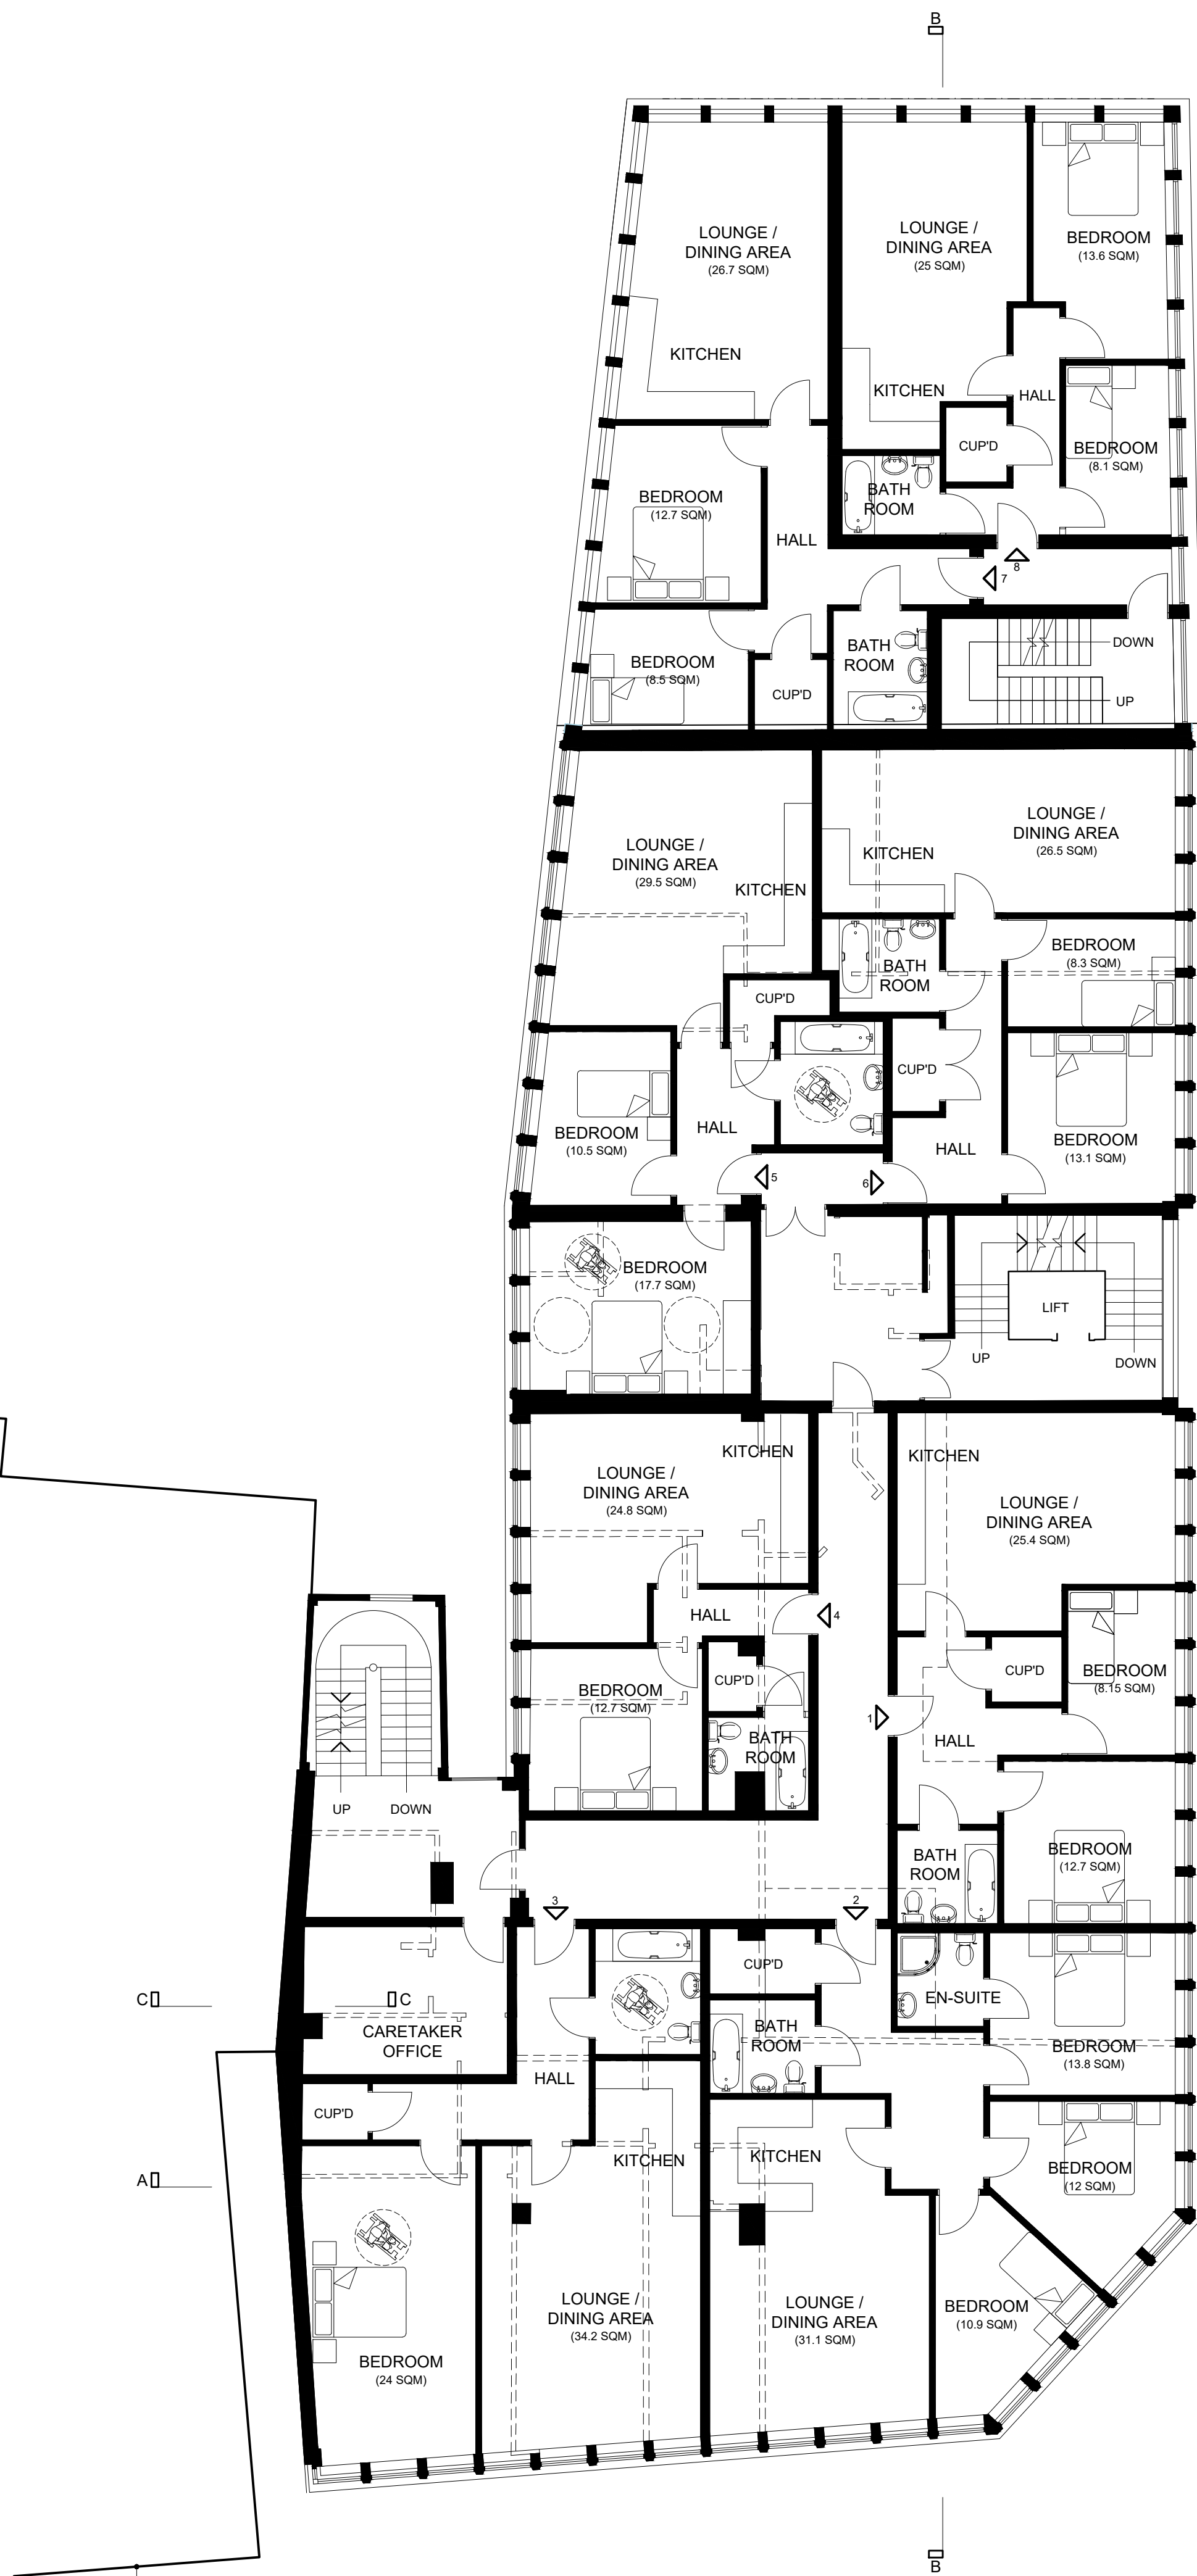 B
LOUNGE /
DINING AREA
(26.7 SQM)
LOUNGE /
DINING AREA
(25 SQM)
BEDROOM
(13.6 SQM)
KITCHEN
KITCHEN
HALL
CUP'D
BEDROOM
(8.1 SQM)
BEDROOM
(12.7 SQM)
BATH
ROOM
HALL
8
7
BEDROOM
(8.5 SQM)
BATH
ROOM
CUP'D
DOWN
UP
LOUNGE /
DINING AREA
(29.5 SQM)
KITCHEN
LOUNGE /
DINING AREA
(26.5 SQM)
KITCHEN
BATH
ROOM
BEDROOM
(8.3 SQM)
CUP'D
CUP'D
BEDROOM
(10.5 SQM)
HALL
HALL
BEDROOM
(13.1 SQM)
5
6
BEDROOM
(17.7 SQM)
LIFT
UP
DOWN
KITCHEN
LOUNGE /
DINING AREA
(24.8 SQM)
KITCHEN
LOUNGE /
DINING AREA
(25.4 SQM)
HALL
4
BEDROOM
(12.7 SQM)
CUP'D
BATH
ROOM
CUP'D
BEDROOM
(8.15 SQM)
1
HALL
UP
DOWN
BATH
ROOM
BEDROOM
(12.7 SQM)
3
2
CUP'D
EN-SUITE
C
C
CARETAKER
OFFICE
BATH
ROOM
BEDROOM
(13.8 SQM)
HALL
CUP'D
KITCHEN
KITCHEN
BEDROOM
(12 SQM)
A
LOUNGE /
DINING AREA
(34.2 SQM)
LOUNGE /
DINING AREA
(31.1 SQM)
BEDROOM
(10.9 SQM)
BEDROOM
(24 SQM)
B